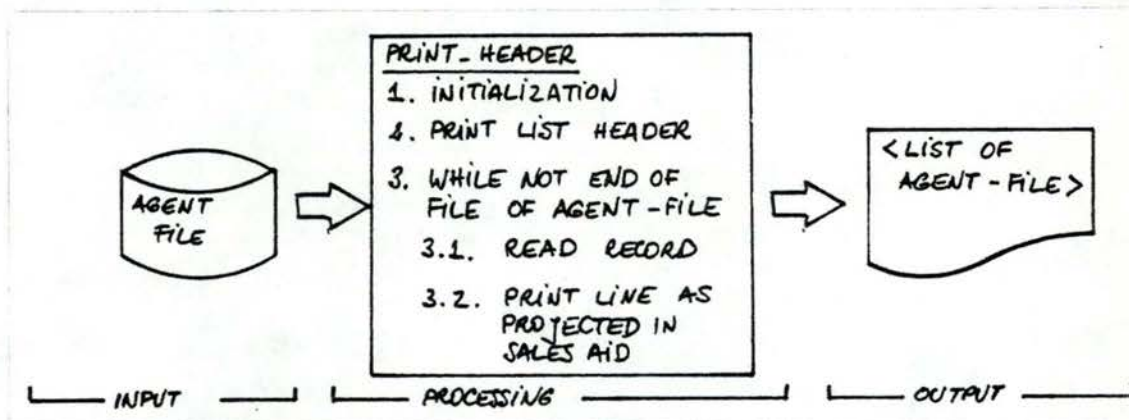 AGENT
FILE
PRINT_HEADER
1. INITIALIZATION
2. PRINT LIST HEADER
3. WHILE NOT END OF
FILE OF AGENT-FILE
3.1. READ RECORD
3.2. PRINT LINE AS
PROJECTED IN
SALES AID
<LIST OF
AGENT-FILE>
INPUT
PROCESSING
OUTPUT